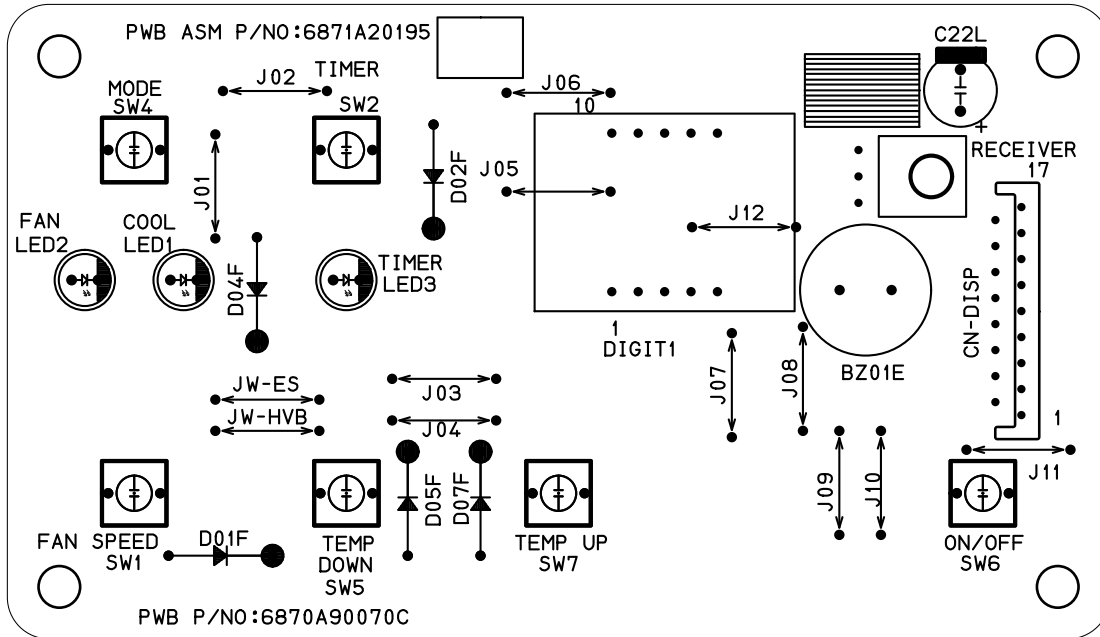 PWB ASM P/NO:6871A20195
C22L
J02
TIMER
J06
MODE
SW4
SW2
10
+
RECEIVER
17
J01
D02F
J05
J12
FAN
LED2
COOL
LED1
D04F
TIMER
LED3
CN-DISP
1
DIGIT1
J07
J08
BZ01E
JW-ES
J03
JW-HVB
J04
1
J11
D05F
D07F
J09
J10
FAN SPEED
SW1
D01F
TEMP
DOWN
SW5
TEMP UP
SW7
ON/OFF
SW6
PWB P/NO:6870A90070C